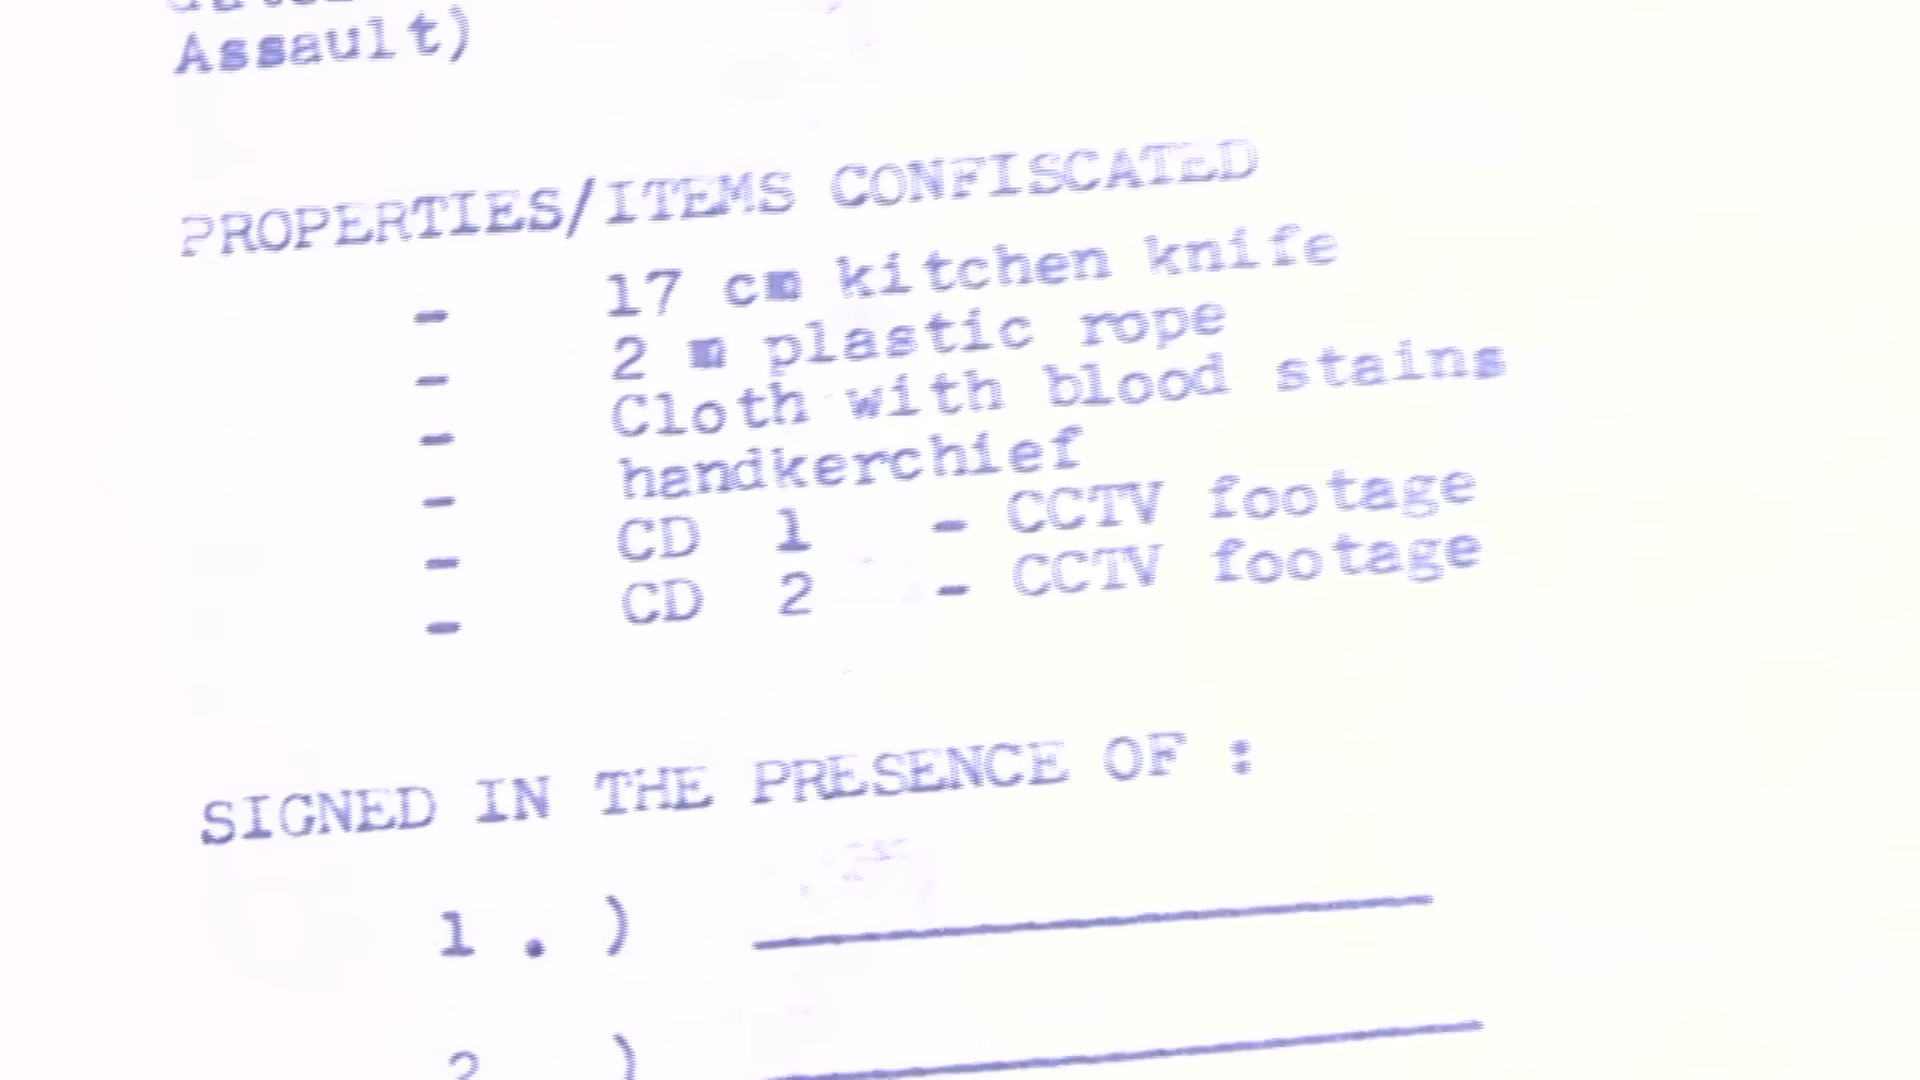 Assault)
PROPERTIES/ITEMS CONFISCATED
- 17 cm kitchen knife
- 2 m plastic rope
- Cloth with blood stains
- handkerchief
- CD 1 - CCTV footage
- CD 2 - CCTV footage
SIGNED IN THE PRESENCE OF :
1 . )
2 )